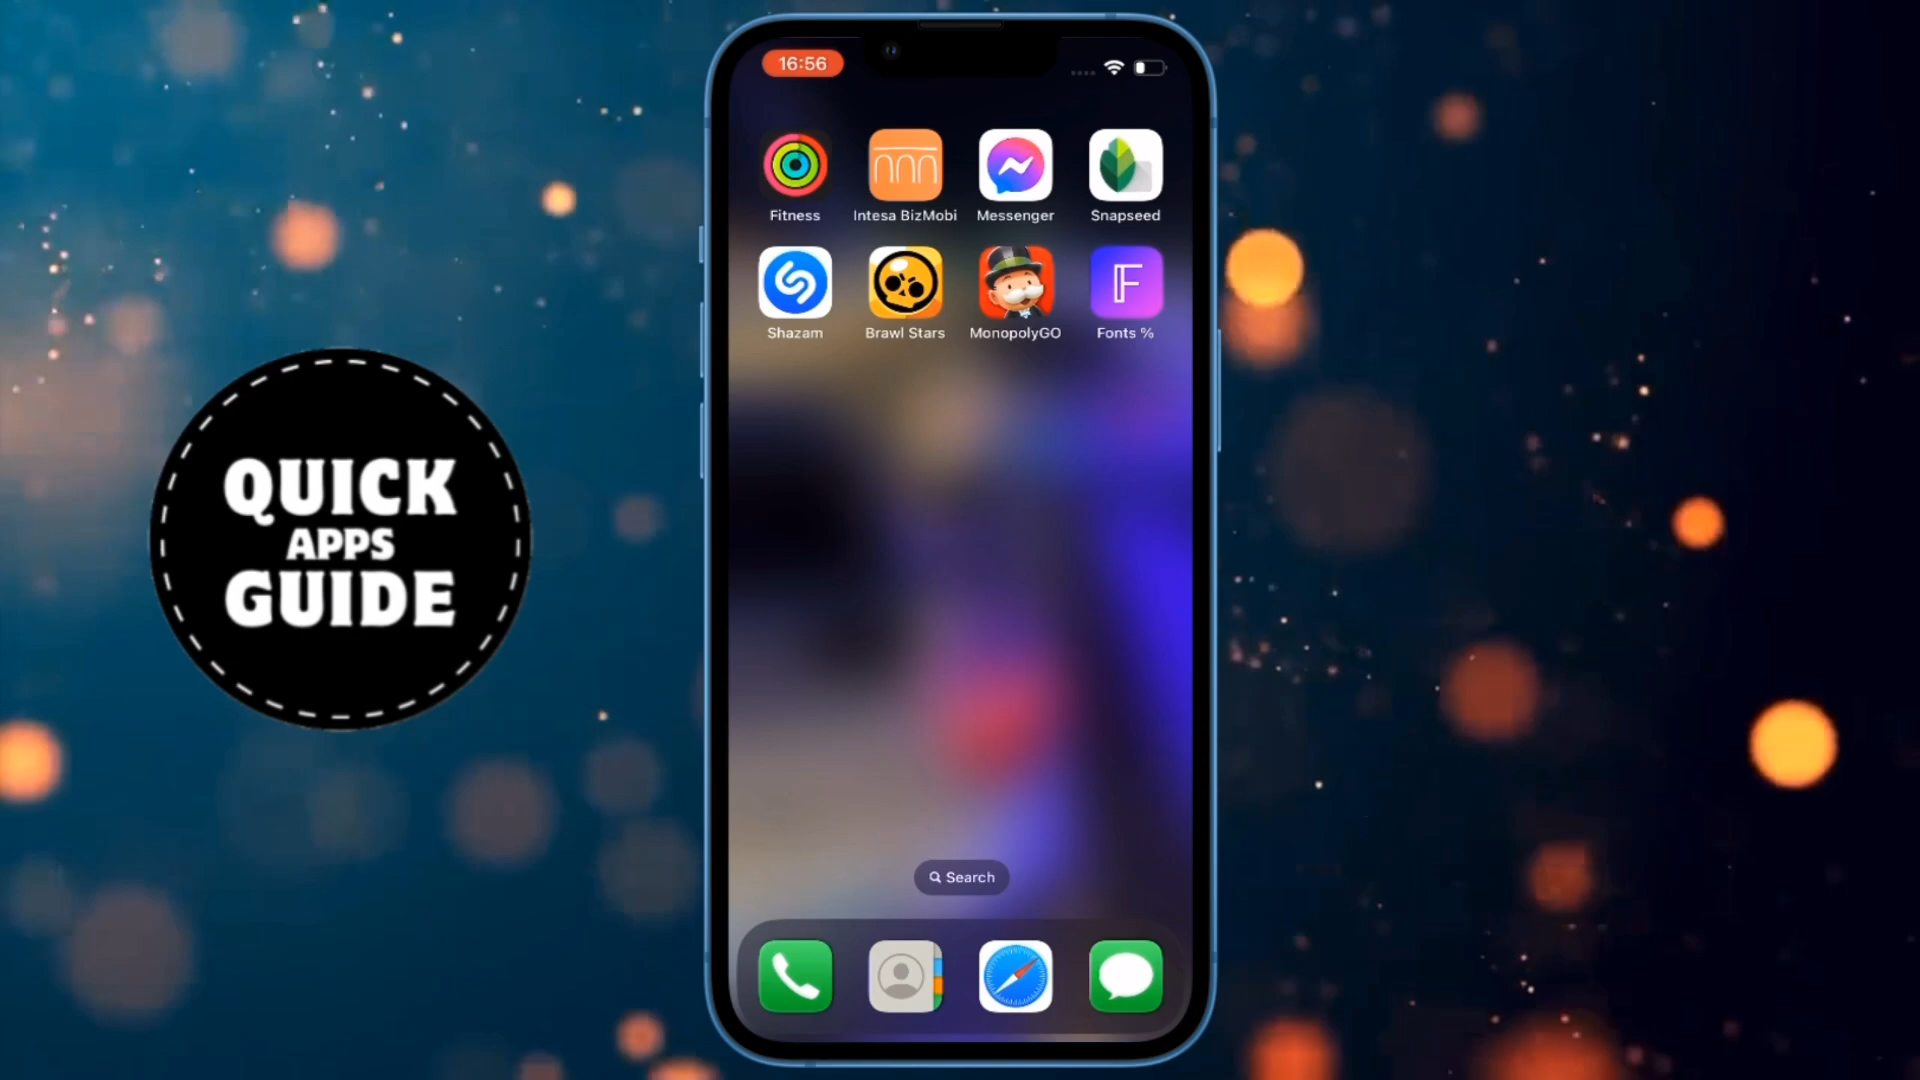 16:56
Fitness
Intesa BizMobi
Messenger
Snapseed
Shazam
Brawl Stars
MonopolyGO
F
Fonts %
Search
QUICK
APPS
GUIDE